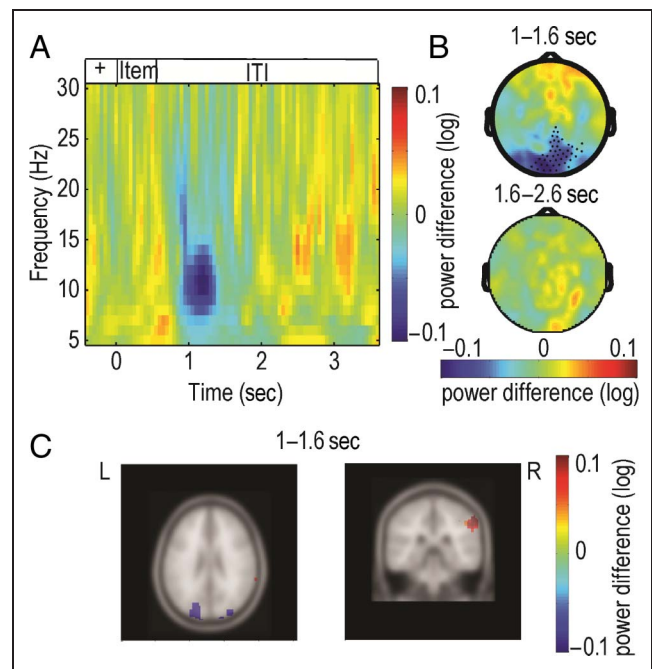 A
+ Item ITI
30
25
20
15
10
5
Frequency (Hz)
0 1 2 3
Time (sec)
0.1
0
−0.1
power difference (log)
B
1–1.6 sec
1.6–2.6 sec
−0.1 0 0.1
power difference (log)
C
1–1.6 sec
L
R
0.1
0
−0.1
power difference (log)